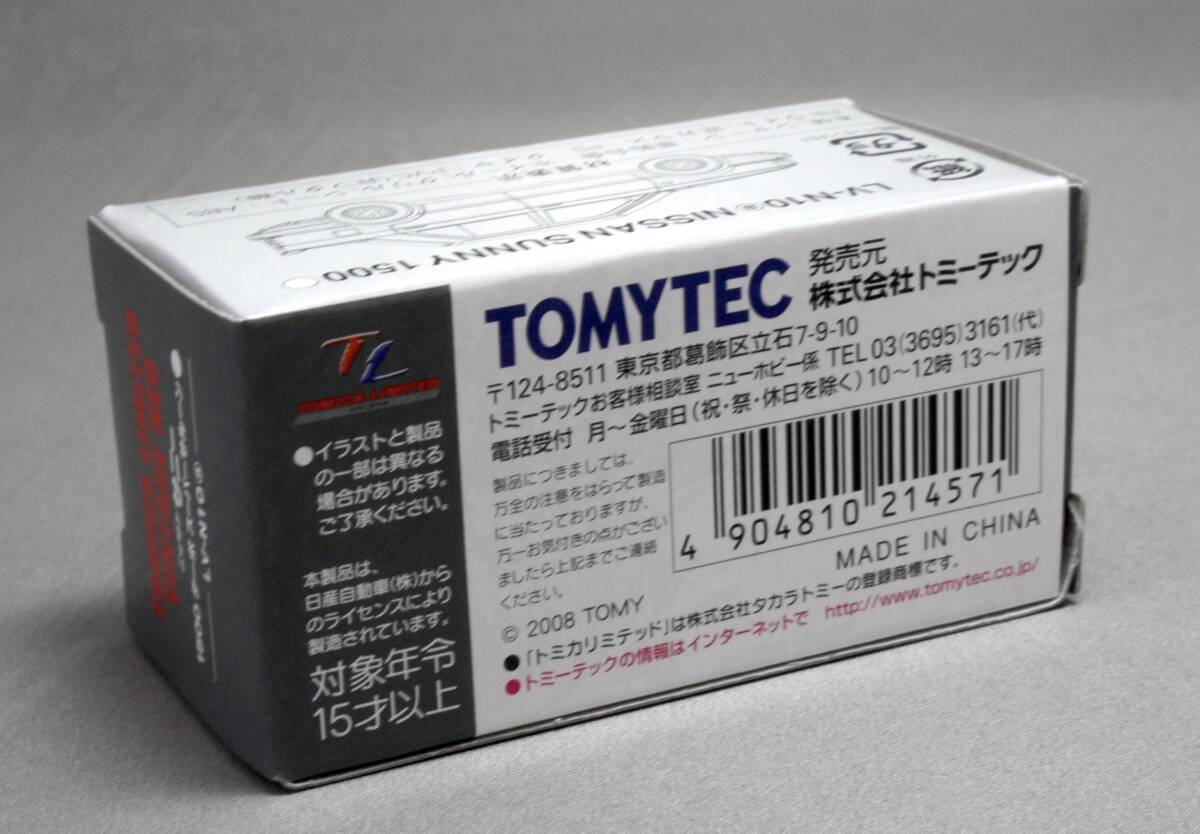 LV-N10ⓐ NISSAN SUNNY 1500
TL
TOMICA LIMITED
●イラストと製品
の一部は異なる
場合があります。
ご了承ください。
本製品は、
日産自動車(株)から
のライセンスにより
製造されています。
対象年令
15才以上
TOMYTEC
発売元
株式会社トミーテック
〒124-8511 東京都葛飾区立石7-9-10
トミーテックお客様相談室 ニューホビー係 TEL 03(3695)3161(代)
電話受付 月～金曜日(祝・祭・休日を除く) 10～12時 13～17時
製品につきましては、
万全の注意をはらって製造
に当たっておりますが、
万一お気付きの点がござい
ましたら上記までご連絡
ください。
4 904810 214571
MADE IN CHINA
© 2008 TOMY
●「トミカリミテッド」は株式会社タカラトミーの登録商標です。
●トミーテックの情報はインターネットで http://www.tomytec.co.jp/